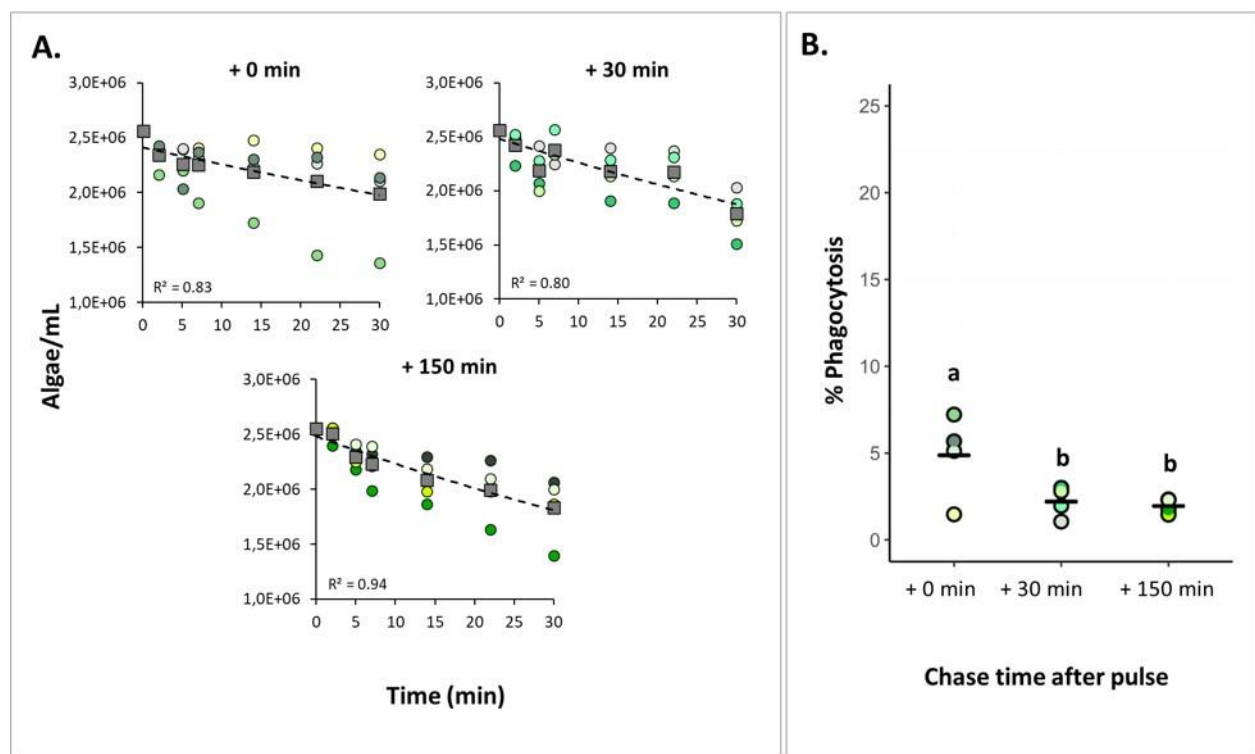 A.
+ 0 min
3,0E+06
2,5E+06
2,0E+06
1,5E+06
1,0E+06
R² = 0.83
0 5 10 15 20 25 30
+ 30 min
3,0E+06
2,5E+06
2,0E+06
1,5E+06
1,0E+06
R² = 0.80
0 5 10 15 20 25 30
+ 150 min
3,0E+06
2,5E+06
2,0E+06
1,5E+06
1,0E+06
R² = 0.94
0 5 10 15 20 25 30
Algae/mL
Time (min)
B.
% Phagocytosis
25
20
15
10
5
0
a
b
b
+ 0 min + 30 min + 150 min
Chase time after pulse